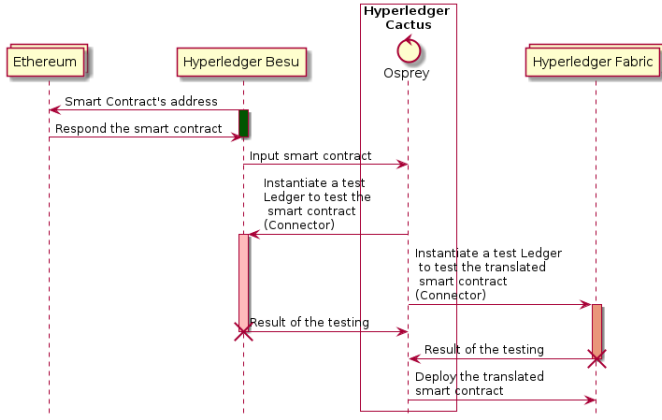 Hyperledger
Cactus
Ethereum
Hyperledger Besu
Osprey
Hyperledger Fabric
Smart Contract's address
Respond the smart contract
Input smart contract
Instantiate a test
Ledger to test the
smart contract
(Connector)
Instantiate a test Ledger
to test the translated
smart contract
(Connector)
Result of the testing
Result of the testing
Deploy the translated
smart contract